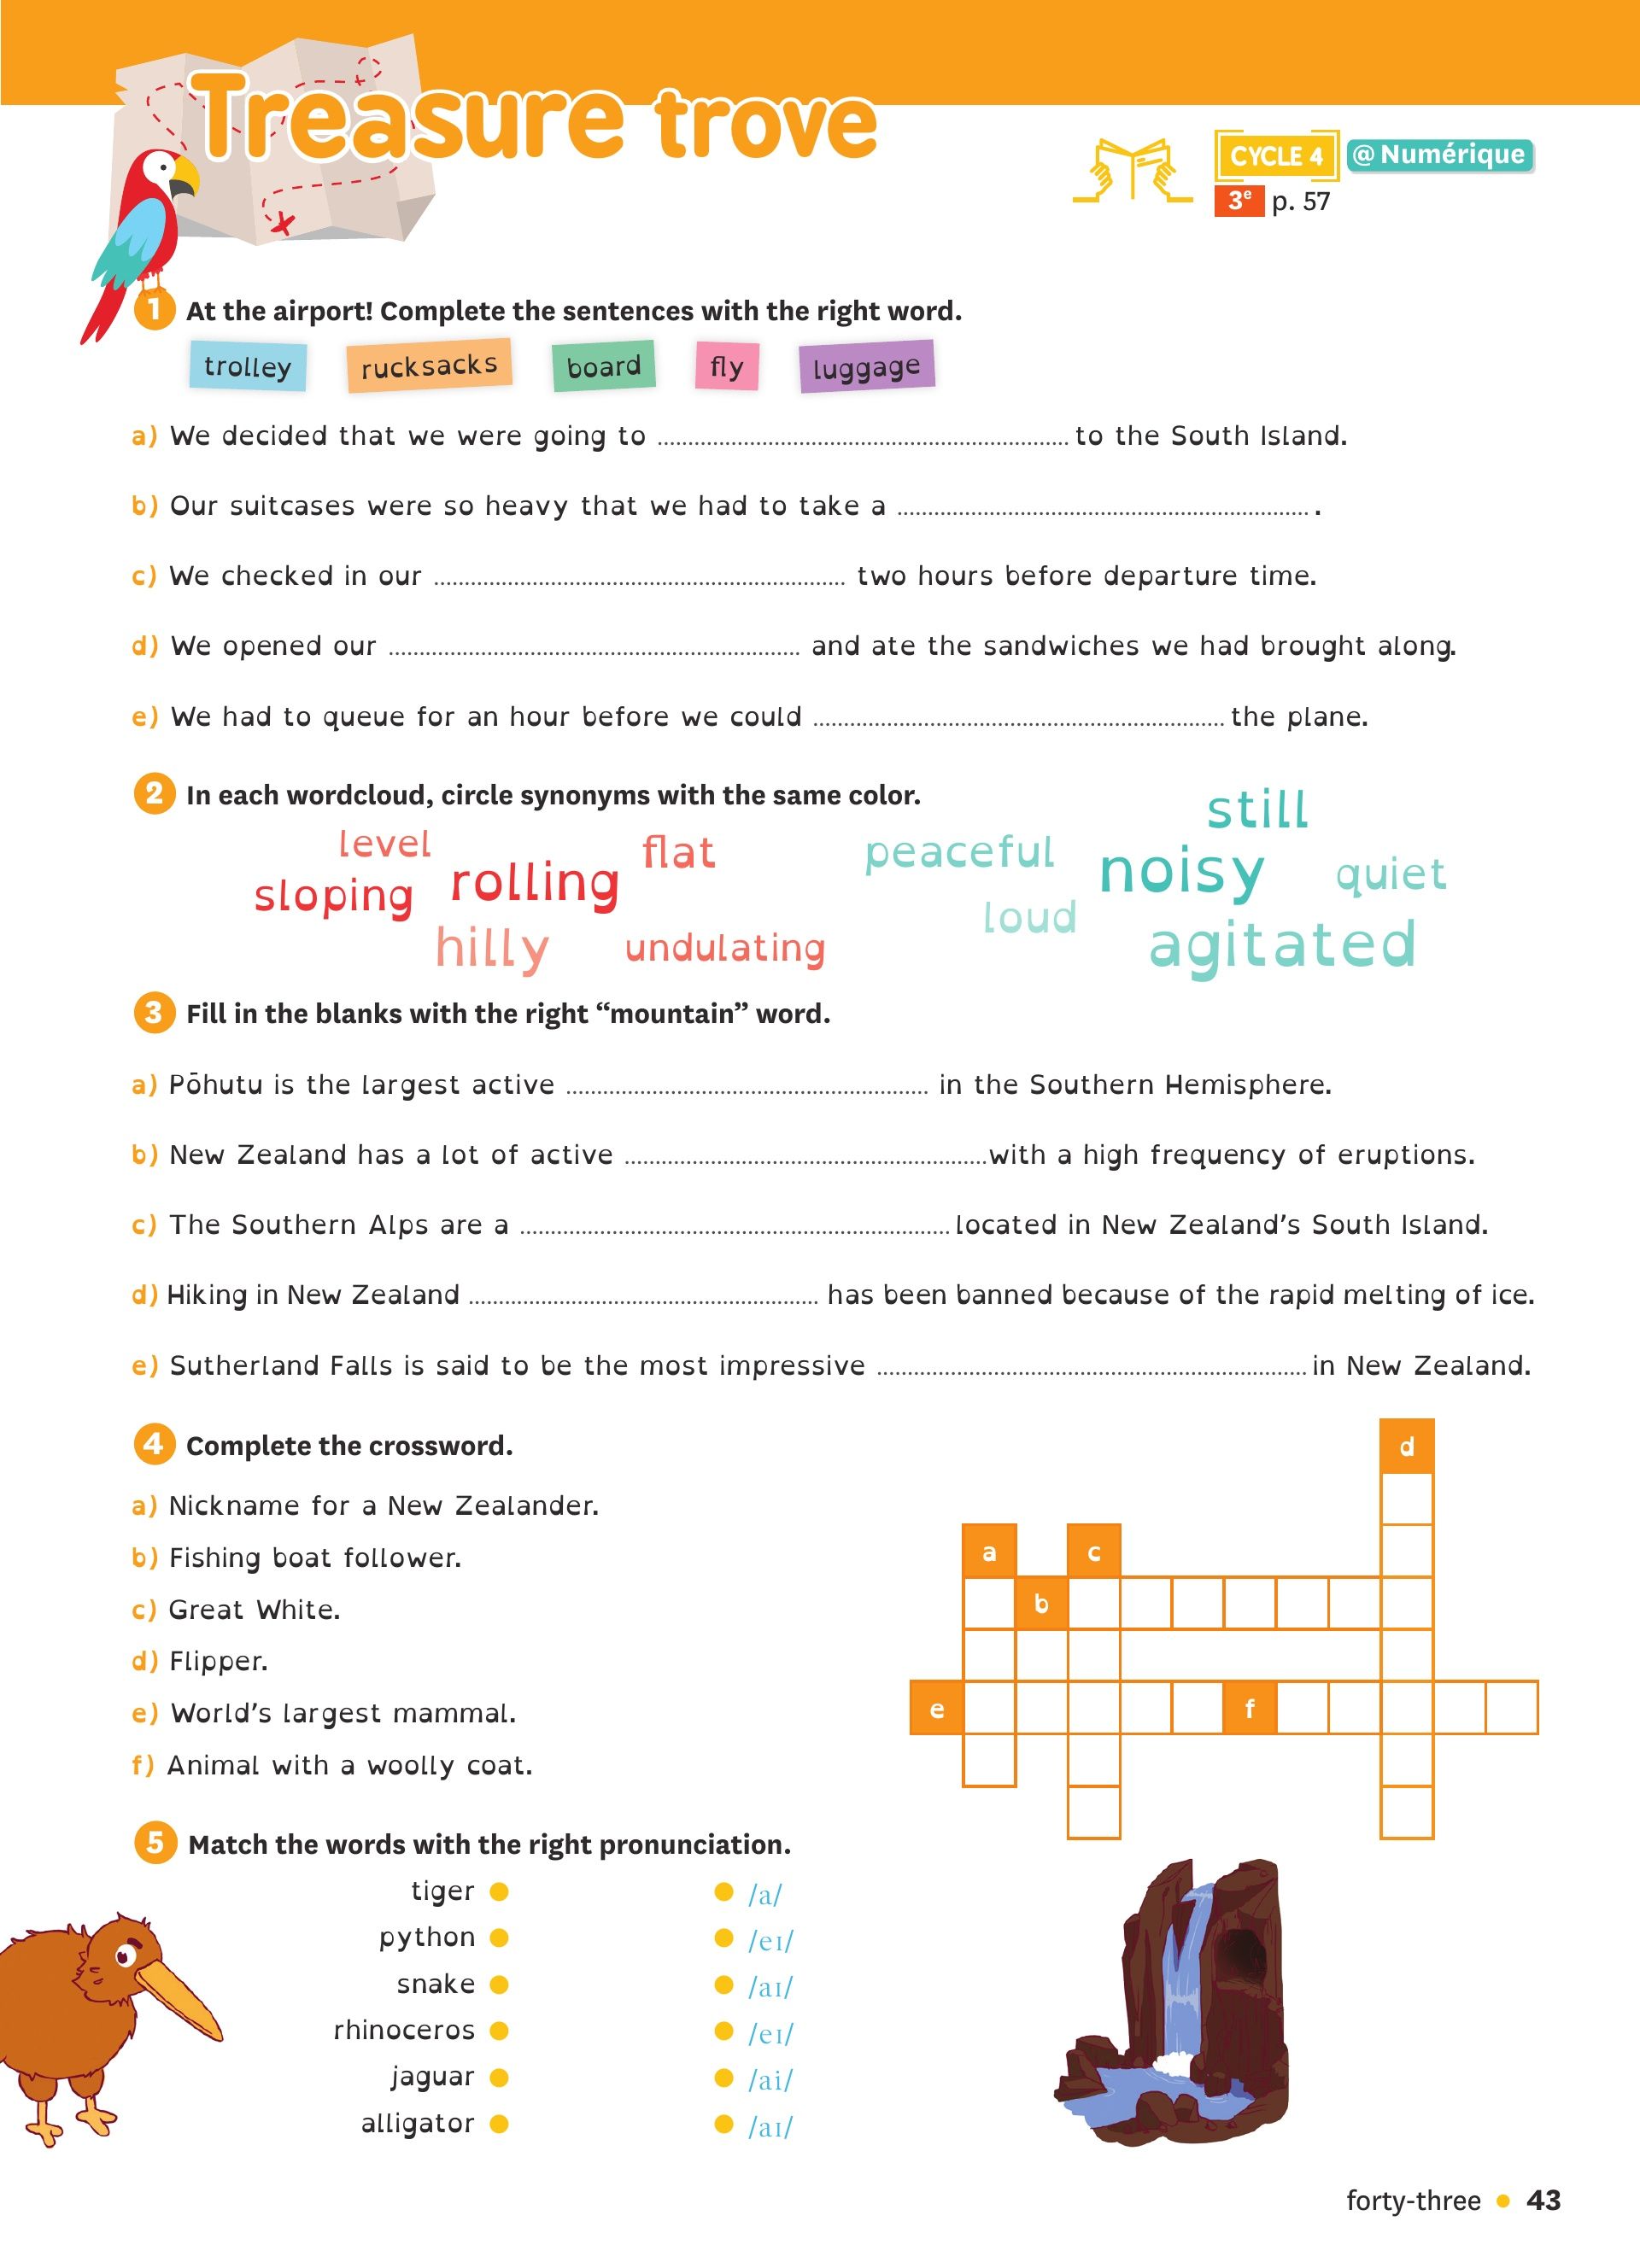 Treasure trove
CYCLE 4 @ Numérique
3e p. 57
1 At the airport! Complete the sentences with the right word.
trolley rucksacks board fly luggage
a) We decided that we were going to ........ to the South Island.
b) Our suitcases were so heavy that we had to take a ........ .
c) We checked in our ........ two hours before departure time.
d) We opened our ........ and ate the sandwiches we had brought along.
e) We had to queue for an hour before we could ........ the plane.
2 In each wordcloud, circle synonyms with the same color.
level flat
sloping rolling
hilly undulating
still
peaceful noisy quiet
loud agitated
3 Fill in the blanks with the right “mountain” word.
a) Pōhutu is the largest active ........ in the Southern Hemisphere.
b) New Zealand has a lot of active ........ with a high frequency of eruptions.
c) The Southern Alps are a ........ located in New Zealand’s South Island.
d) Hiking in New Zealand ........ has been banned because of the rapid melting of ice.
e) Sutherland Falls is said to be the most impressive ........ in New Zealand.
4 Complete the crossword.
a) Nickname for a New Zealander.
b) Fishing boat follower.
c) Great White.
d) Flipper.
e) World’s largest mammal.
f) Animal with a woolly coat.
d
a c
b
e f
5 Match the words with the right pronunciation.
tiger /a/
python /eɪ/
snake /aɪ/
rhinoceros /eɪ/
jaguar /ai/
alligator /aɪ/
forty-three • 43